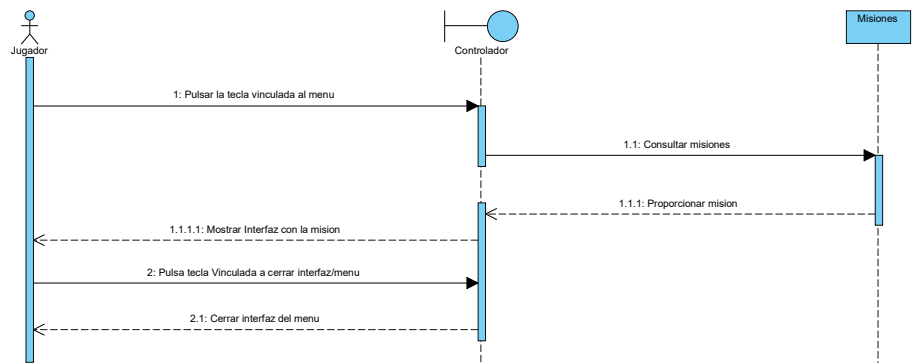 Jugador
Controlador
Misiones
1: Pulsar la tecla vinculada al menu
1.1: Consultar misiones
1.1.1: Proporcionar mision
1.1.1.1: Mostrar Interfaz con la mision
2: Pulsa tecla Vinculada a cerrar interfaz/menu
2.1: Cerrar interfaz del menu